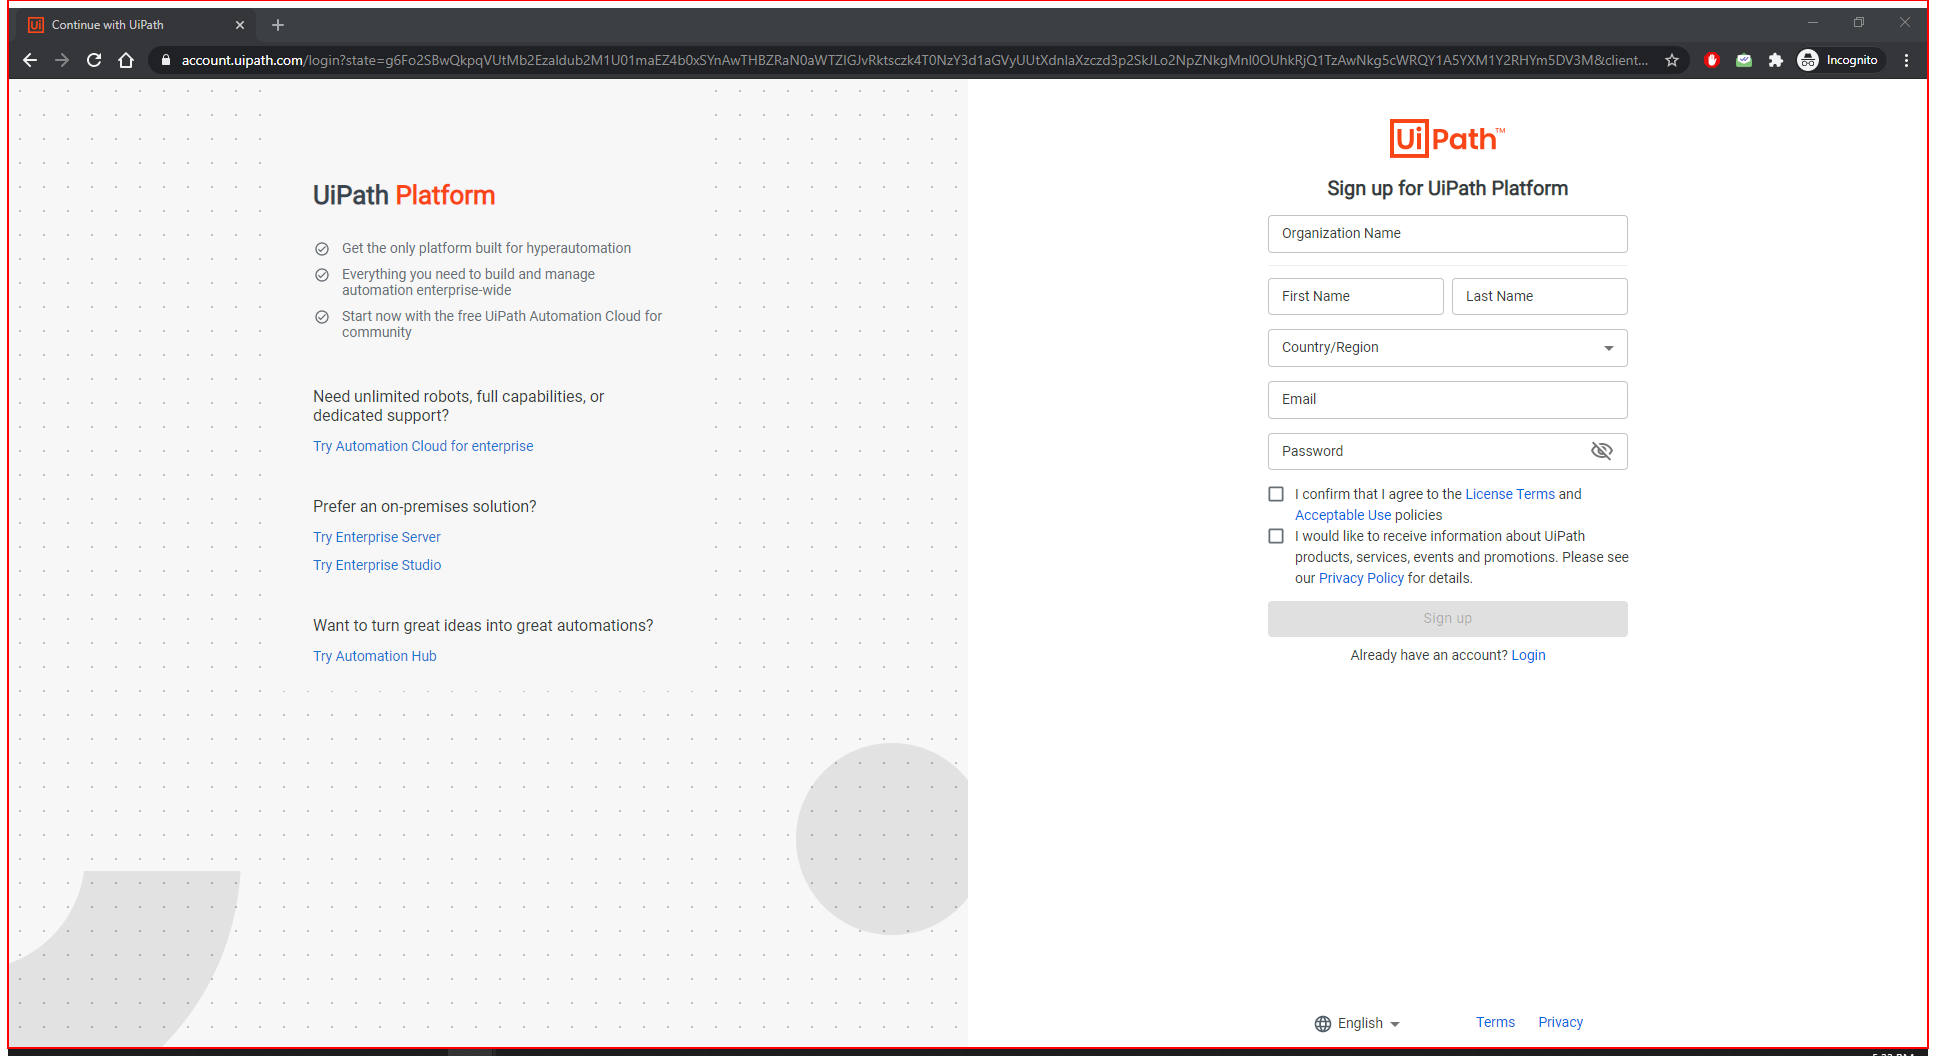 Ui Continue with UiPath
account.uipath.com/login?state=
Incognito
UiPath Platform
Get the only platform built for hyperautomation
Everything you need to build and manage
automation enterprise-wide
Start now with the free UiPath Automation Cloud for
community
Need unlimited robots, full capabilities, or
dedicated support?
Try Automation Cloud for enterprise
Prefer an on-premises solution?
Try Enterprise Server
Try Enterprise Studio
Want to turn great ideas into great automations?
Try Automation Hub
UiPath™
Sign up for UiPath Platform
Organization Name
First Name
Last Name
Country/Region
Email
Password
I confirm that I agree to the License Terms and
Acceptable Use policies
I would like to receive information about UiPath
products, services, events and promotions. Please see
our Privacy Policy for details.
Sign up
Already have an account? Login
English
Terms
Privacy